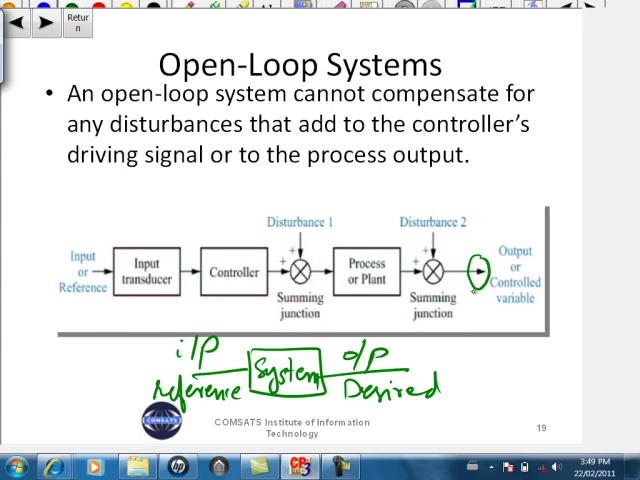 Retur
n
Open-Loop Systems
• An open-loop system cannot compensate for
any disturbances that add to the controller's
driving signal or to the process output.
Disturbance 1
Disturbance 2
Input
or
Reference
Input
transducer
Controller
+
+
Summing
junction
Process
or Plant
+
+
Summing
junction
Output
or
Controlled
variable
i/P
Reference
System
o/P
Desired
COMSATS
COMSATS Institute of Information
Technology
19
3:49 PM
22/02/2011